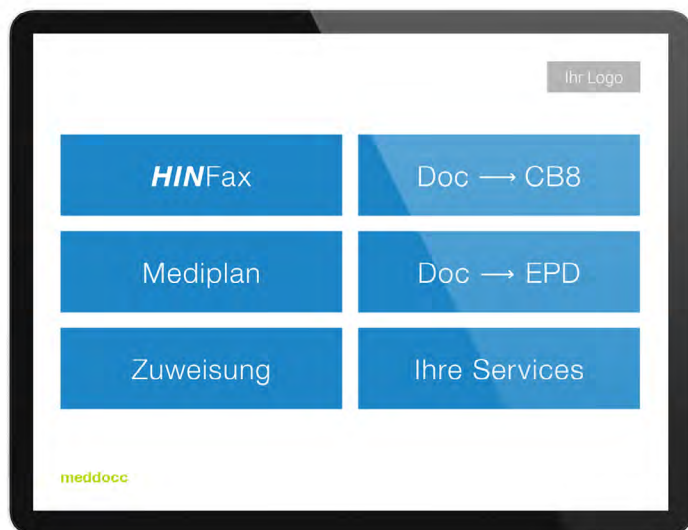 Ihr Logo
HINFax
Doc → CB8
Mediplan
Doc → EPD
Zuweisung
Ihre Services
meddocc